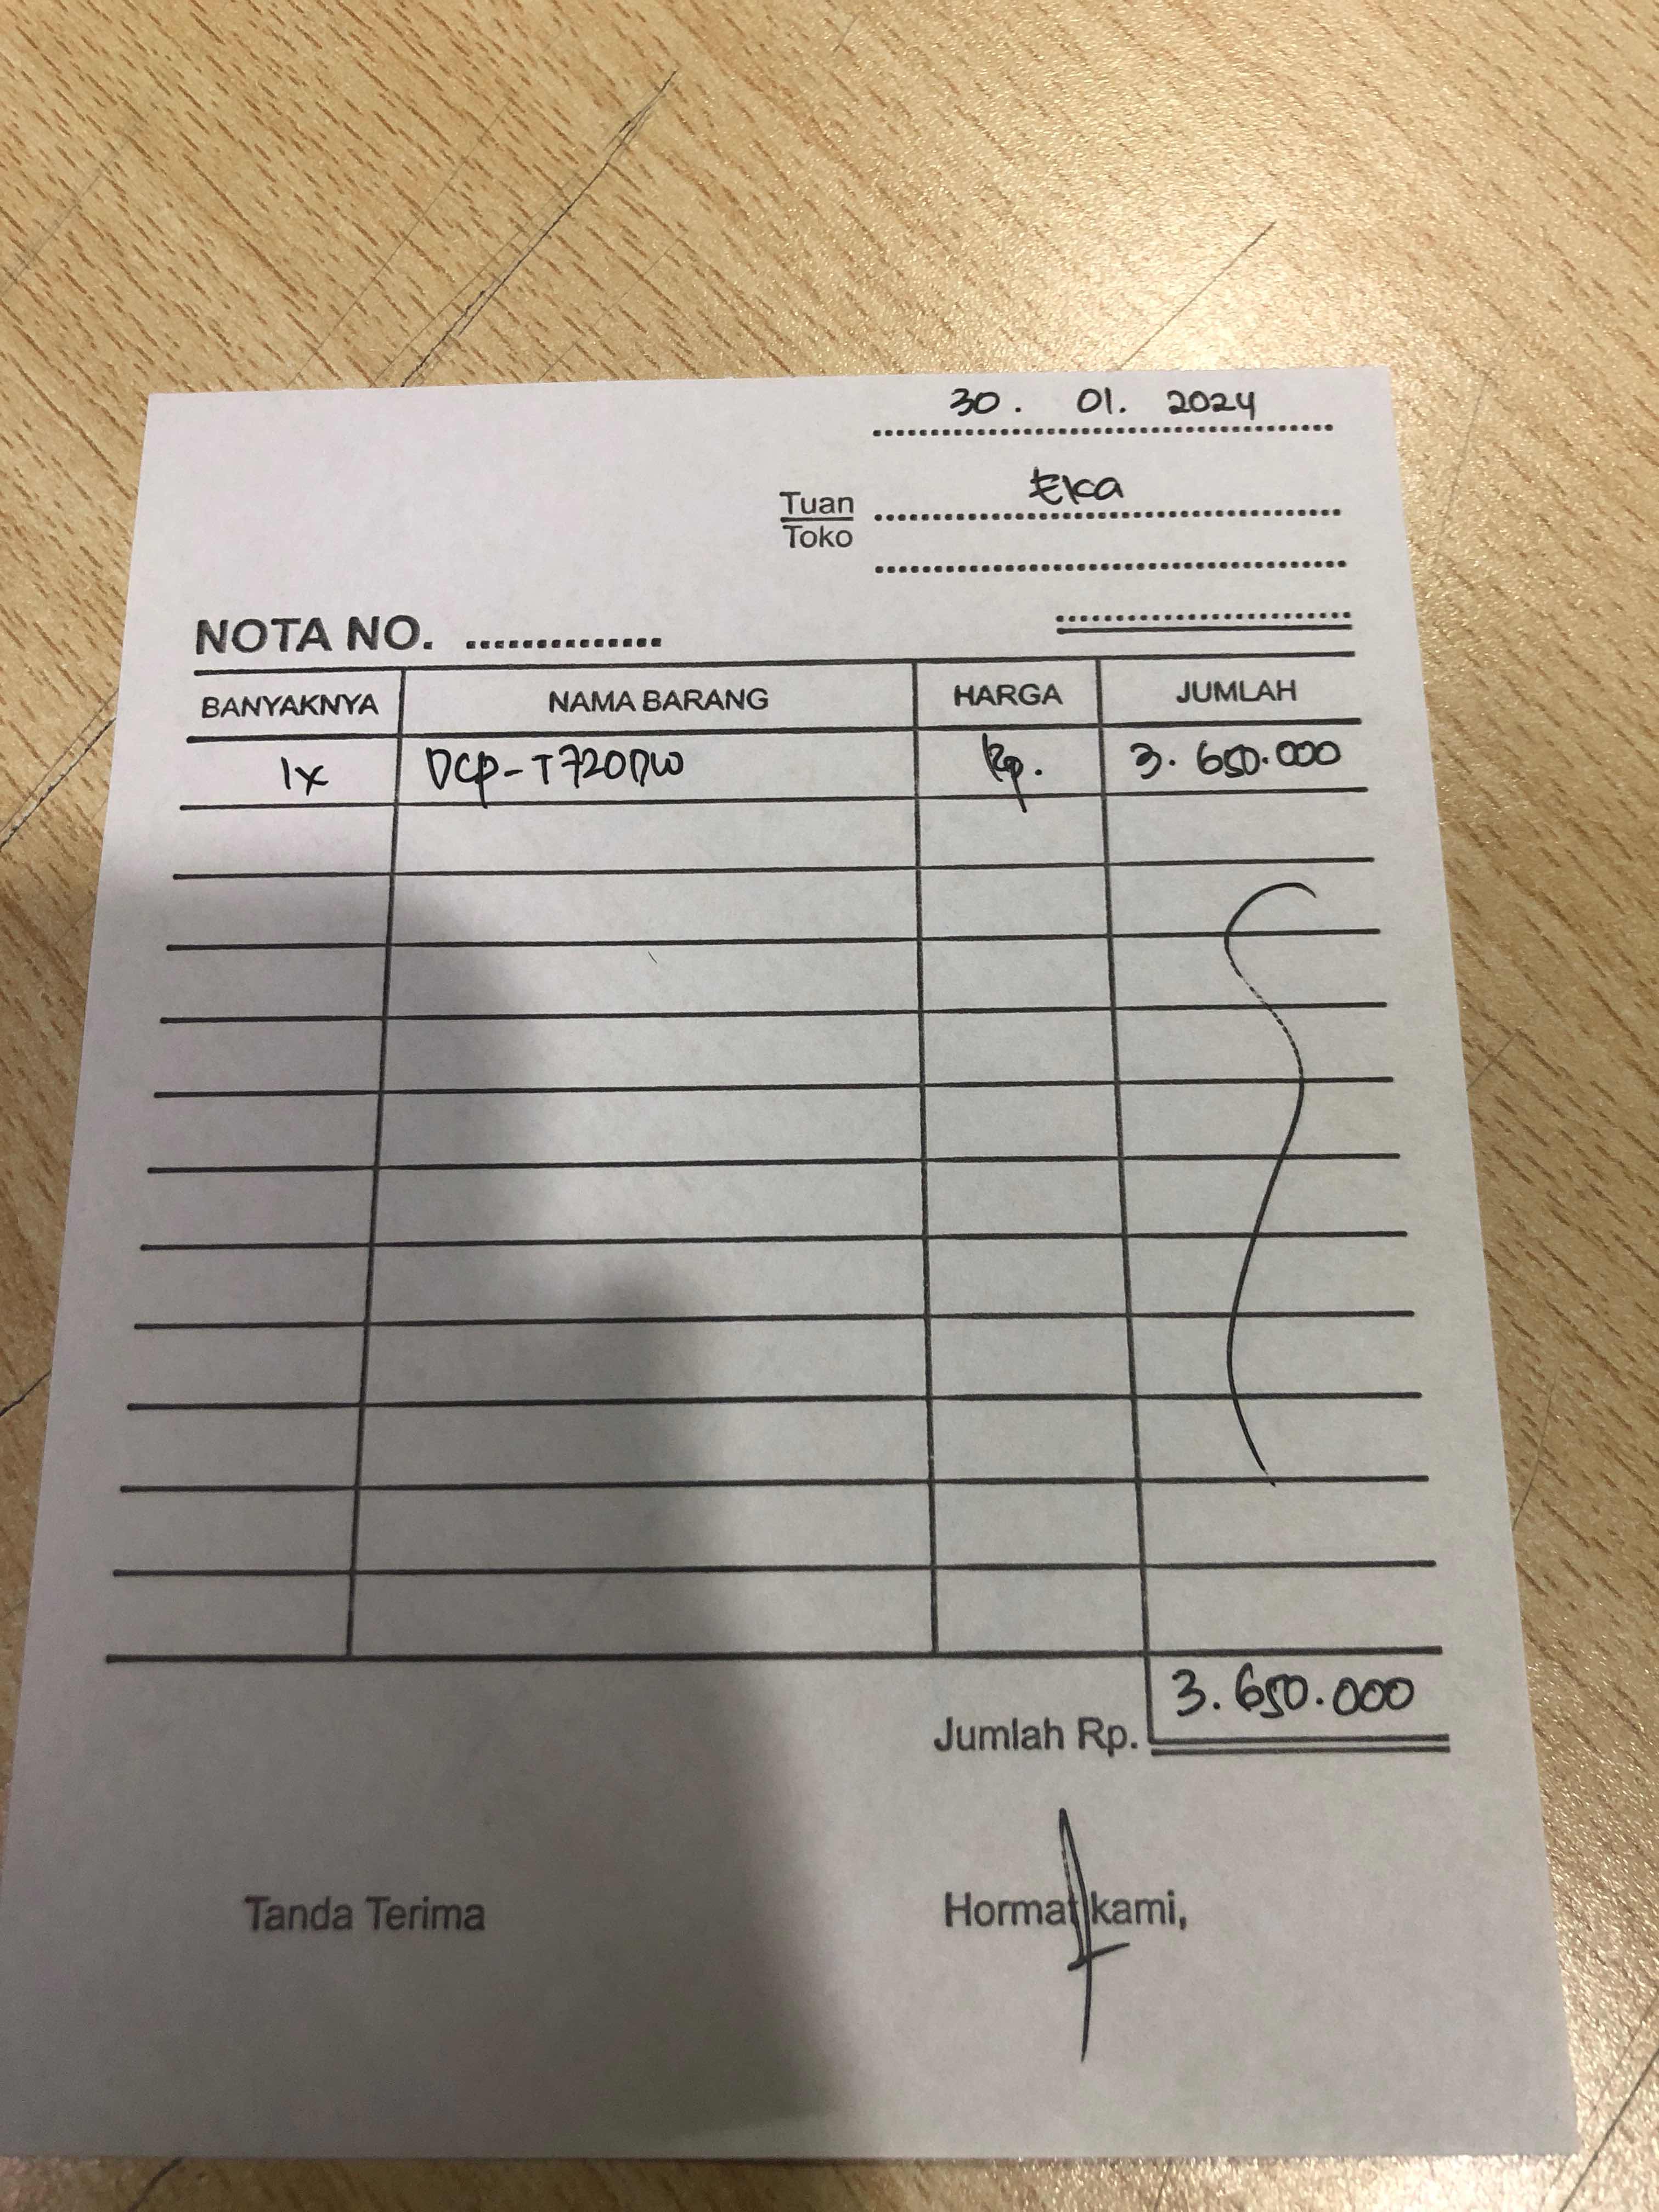 30. 01. 2024
Tuan Eka
Toko
NOTA NO. ..............
BANYAKNYA NAMA BARANG HARGA JUMLAH
1x DCP-T720DW Rp. 3.650.000
Jumlah Rp. 3.650.000
Tanda Terima Hormat kami,